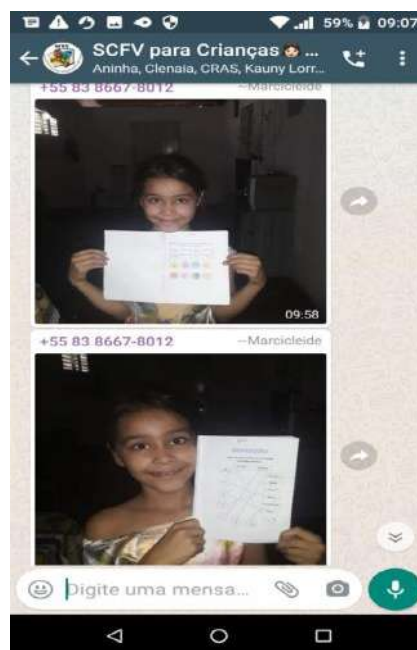 59% 09:07
SCFV para Crianças 👧🏻 ...
Aninha, Clenaia, CRAS, Kauny Lorr...
+55 83 8667-8012 ~Marcicleide
09:58
+55 83 8667-8012 ~Marcicleide
Digite uma mensa...